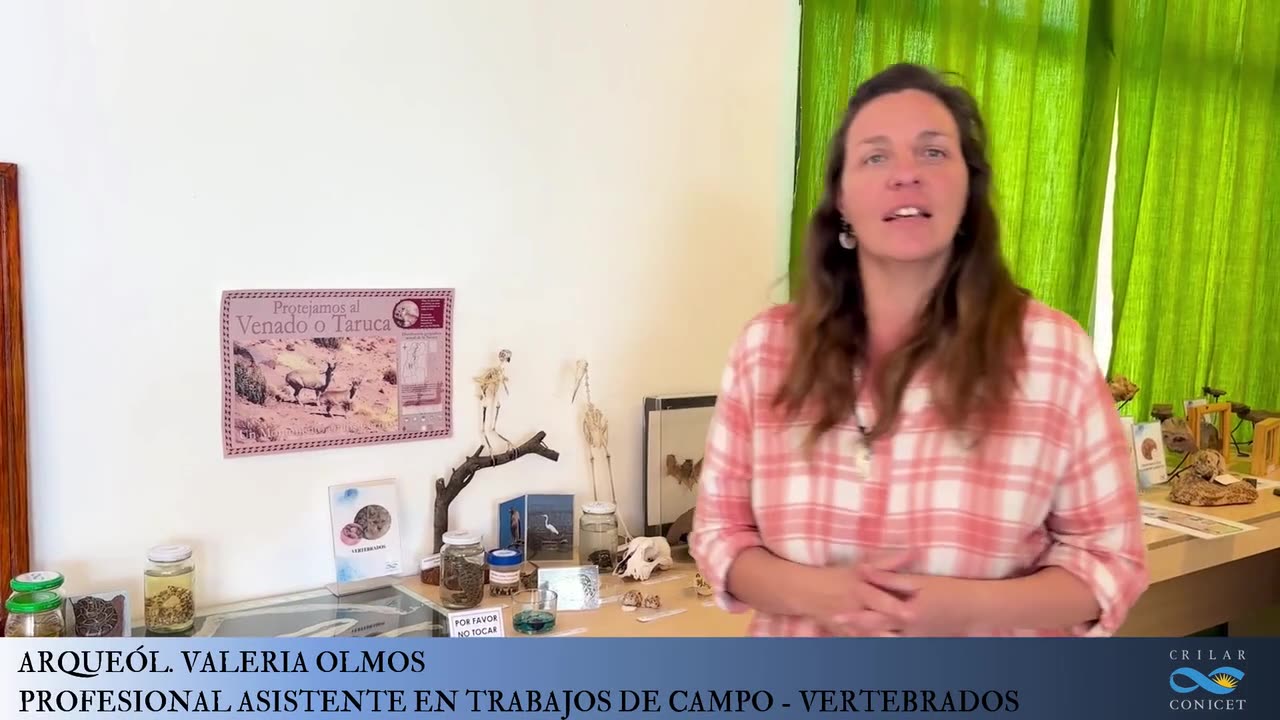 Protejamos al
Venado o Taruca
VERTEBRADOS
POR FAVOR
NO TOCAR
ARQUEÓL. VALERIA OLMOS
PROFESIONAL ASISTENTE EN TRABAJOS DE CAMPO - VERTEBRADOS
CRILAR
CONICET